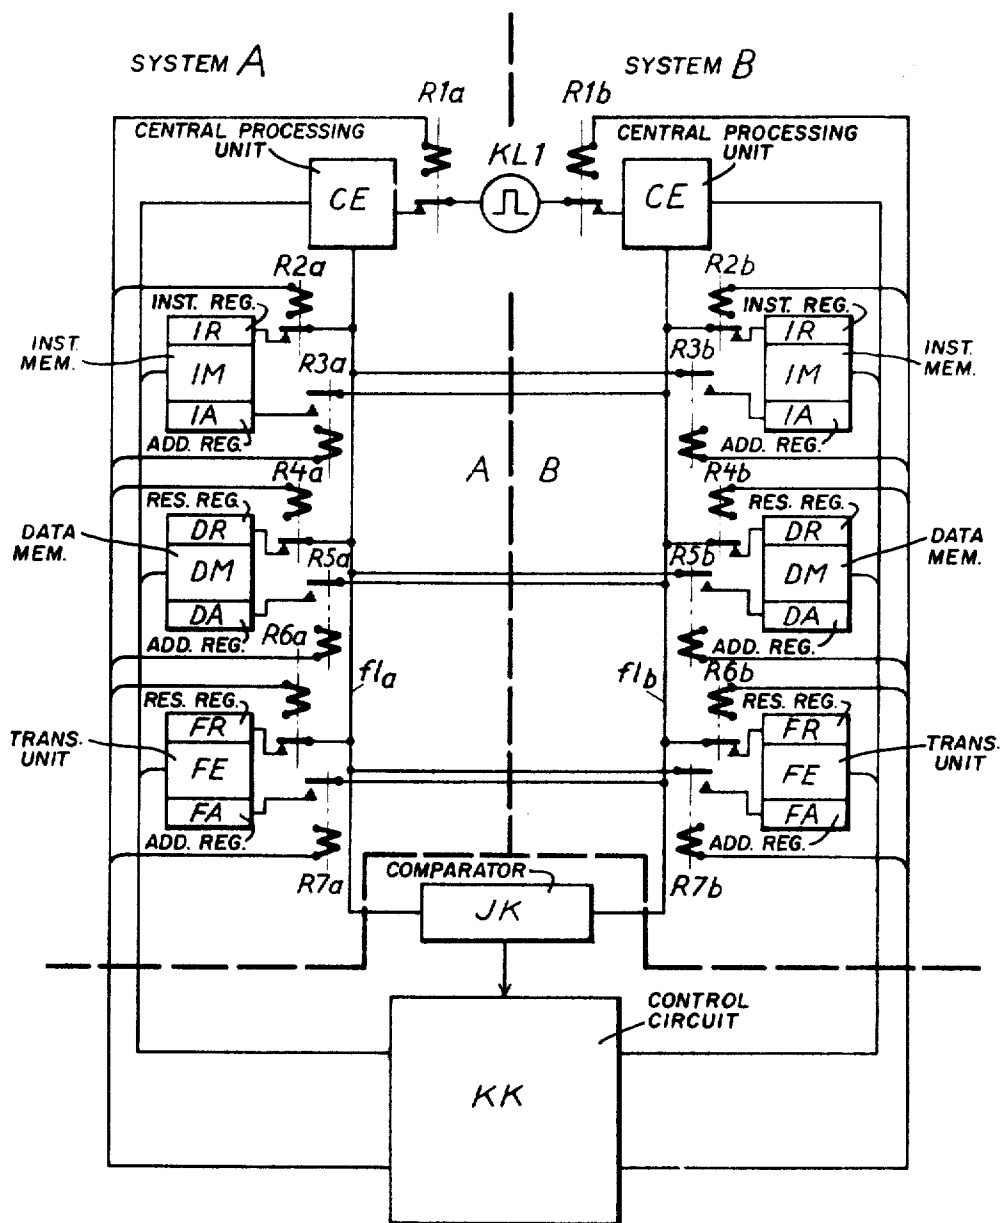 SYSTEM A
SYSTEM B
R1a
R1b
CENTRAL PROCESSING
UNIT
CENTRAL PROCESSING
UNIT
KL1
CE
CE
R2a
R2b
INST. REG.
INST. REG.
IR
IR
INST.
MEM.
INST.
MEM.
IM
IM
R3a
R3b
IA
IA
ADD. REG.
ADD. REG.
R4a
A
B
R4b
RES. REG.
RES. REG.
DR
DR
DATA
MEM.
DATA
MEM.
DM
DM
R5a
R5b
DA
DA
ADD. REG.
ADD. REG.
R6a
R6b
fla
flb
RES. REG.
RES. REG.
FR
FR
TRANS.
UNIT
TRANS.
UNIT
FE
FE
FA
FA
ADD. REG.
ADD. REG.
R7a
R7b
COMPARATOR
JK
CONTROL
CIRCUIT
KK